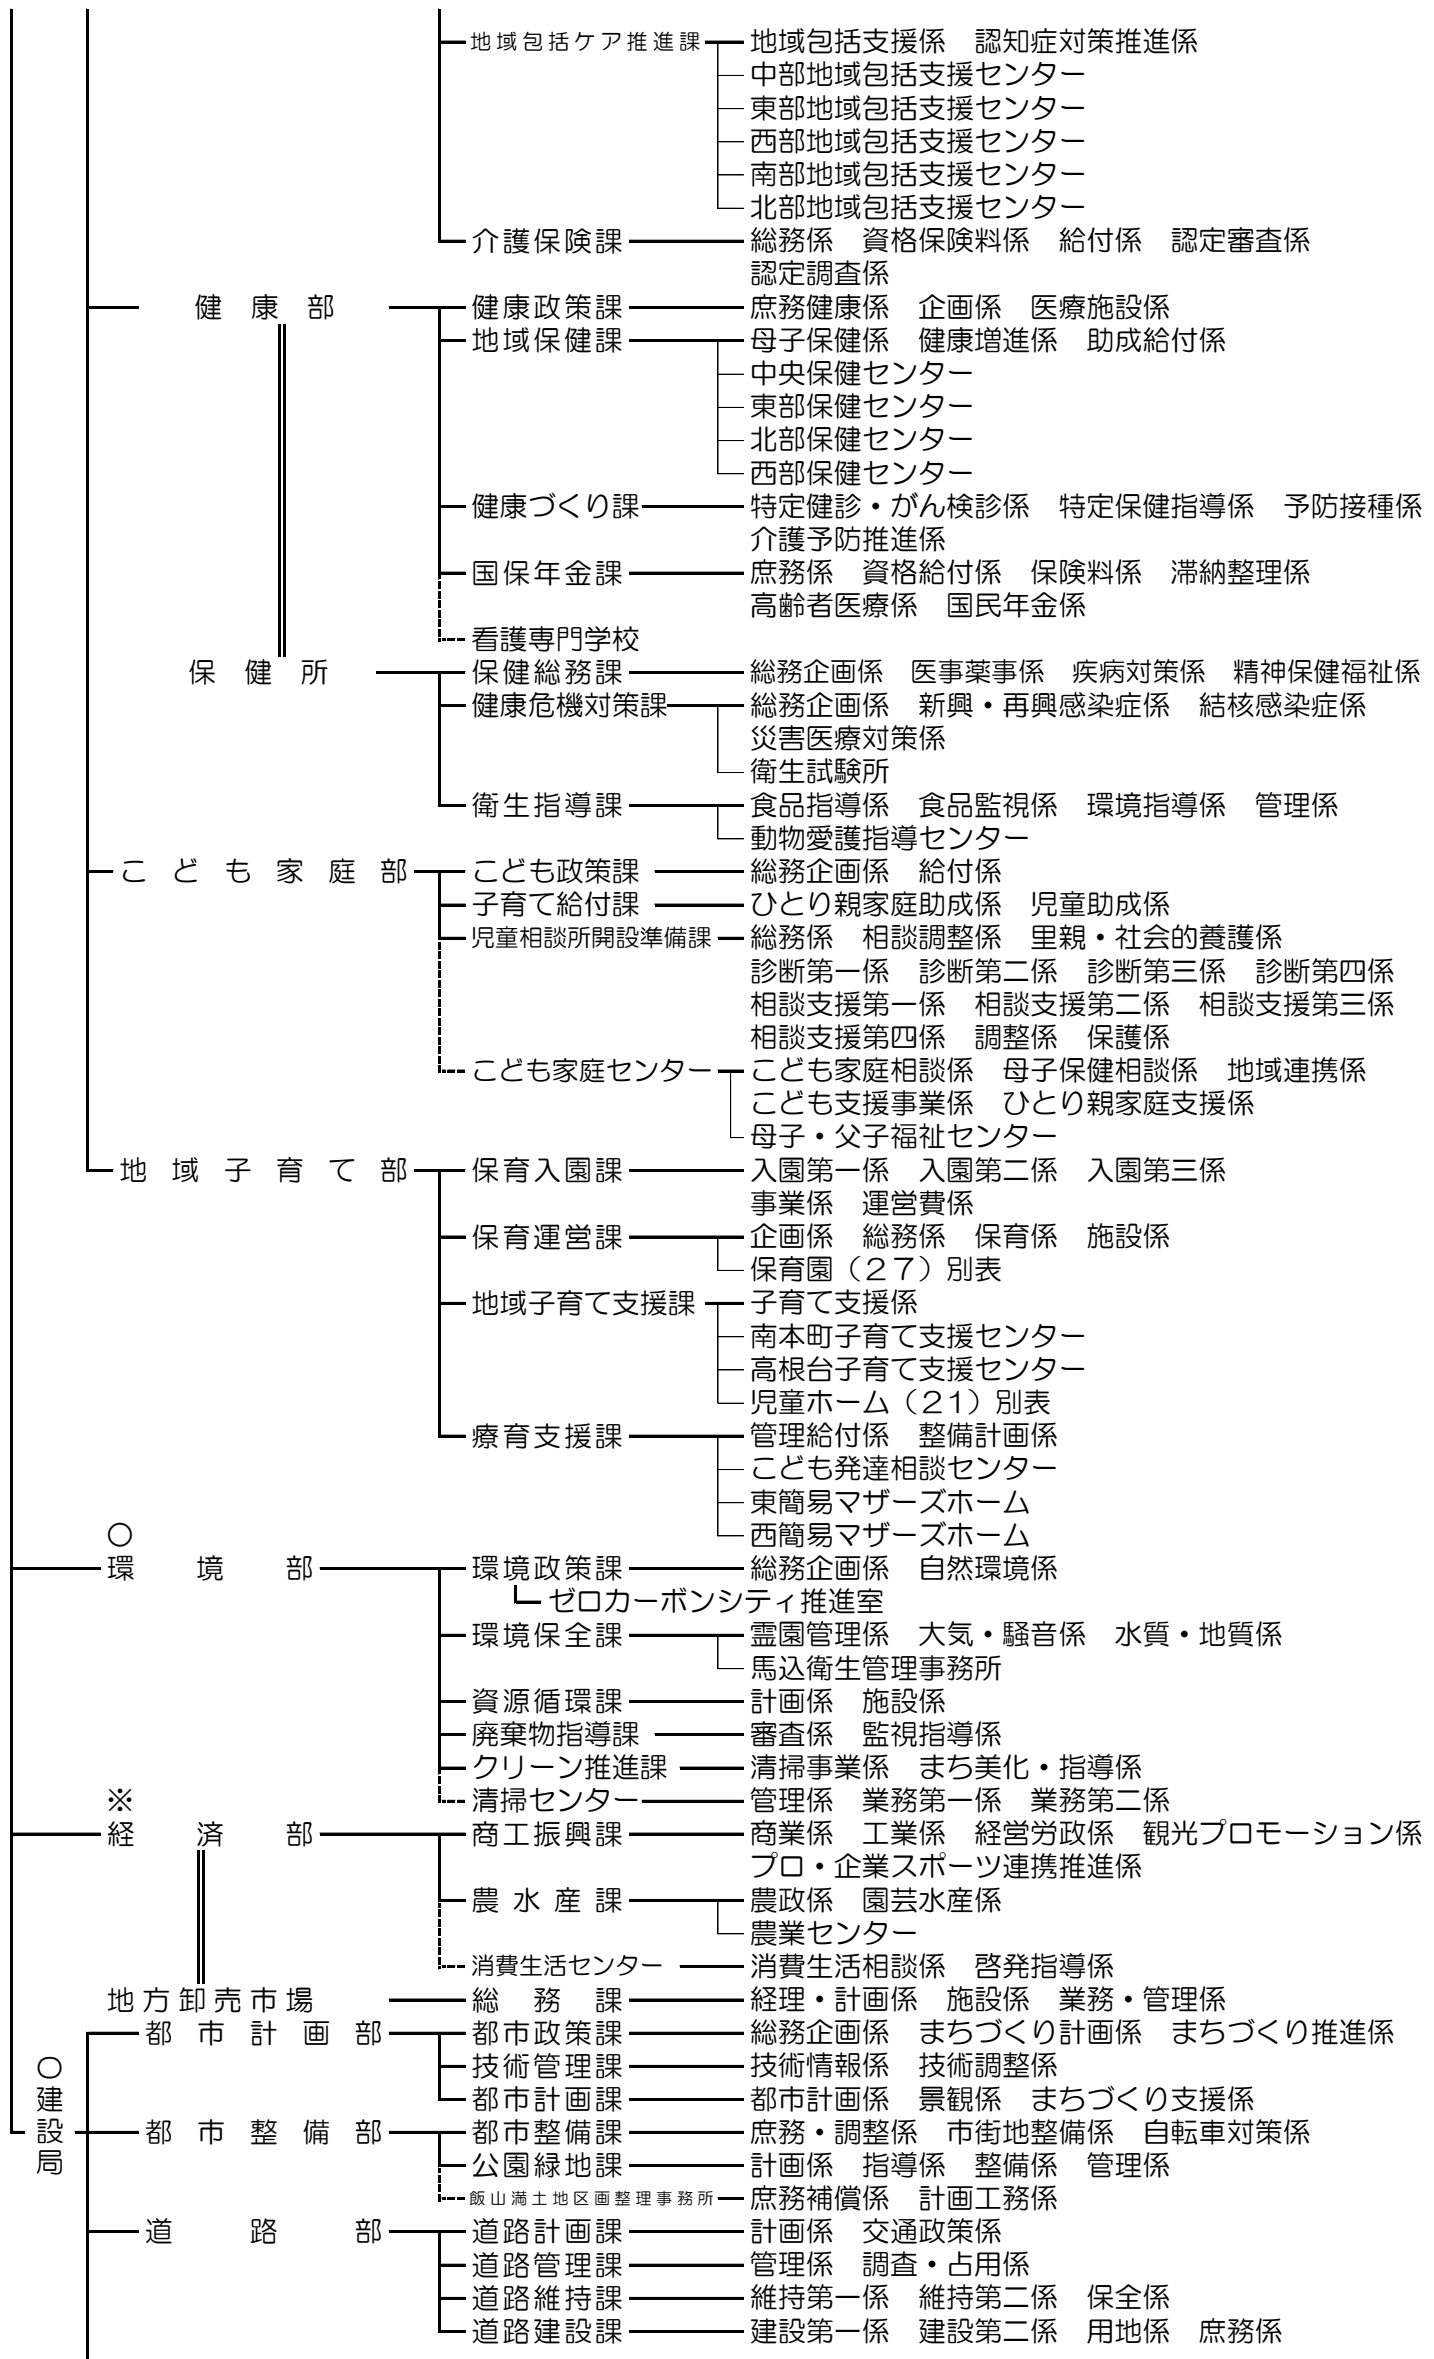 地域包括ケア推進課 地域包括支援係 認知症対策推進係
中部地域包括支援センター
東部地域包括支援センター
西部地域包括支援センター
南部地域包括支援センター
北部地域包括支援センター
介護保険課 総務係 資格保険料係 給付係 認定審査係
認定調査係
健康部 健康政策課 庶務健康係 企画係 医療施設係
地域保健課 母子保健係 健康増進係 助成給付係
中央保健センター
東部保健センター
北部保健センター
西部保健センター
健康づくり課 特定健診・がん検診係 特定保健指導係 予防接種係
介護予防推進係
国保年金課 庶務係 資格給付係 保険料係 滞納整理係
高齢者医療係 国民年金係
看護専門学校
保健所 保健総務課 総務企画係 医事薬事係 疾病対策係 精神保健福祉係
健康危機対策課 総務企画係 新興・再興感染症係 結核感染症係
災害医療対策係
衛生試験所
衛生指導課 食品指導係 食品監視係 環境指導係 管理係
動物愛護指導センター
こども家庭部 こども政策課 総務企画係 給付係
子育て給付課 ひとり親家庭助成係 児童助成係
児童相談所開設準備課 総務係 相談調整係 里親・社会的養護係
診断第一係 診断第二係 診断第三係 診断第四係
相談支援第一係 相談支援第二係 相談支援第三係
相談支援第四係 調整係 保護係
こども家庭センター こども家庭相談係 母子保健相談係 地域連携係
こども支援事業係 ひとり親家庭支援係
母子・父子福祉センター
地域子育て部 保育入園課 入園第一係 入園第二係 入園第三係
事業係 運営費係
保育運営課 企画係 総務係 保育係 施設係
保育園（２７）別表
地域子育て支援課 子育て支援係
南本町子育て支援センター
高根台子育て支援センター
児童ホーム（２１）別表
療育支援課 管理給付係 整備計画係
こども発達相談センター
東簡易マザーズホーム
西簡易マザーズホーム
○
環境部 環境政策課 総務企画係 自然環境係
ゼロカーボンシティ推進室
環境保全課 霊園管理係 大気・騒音係 水質・地質係
馬込衛生管理事務所
資源循環課 計画係 施設係
廃棄物指導課 審査係 監視指導係
クリーン推進課 清掃事業係 まち美化・指導係
※ 清掃センター 管理係 業務第一係 業務第二係
経済部 商工振興課 商業係 工業係 経営労政係 観光プロモーション係
プロ・企業スポーツ連携推進係
農水産課 農政係 園芸水産係
農業センター
消費生活センター 消費生活相談係 啓発指導係
地方卸売市場 総務課 経理・計画係 施設係 業務・管理係
○建設局
都市計画部 都市政策課 総務企画係 まちづくり計画係 まちづくり推進係
技術管理課 技術情報係 技術調整係
都市計画課 都市計画係 景観係 まちづくり支援係
都市整備部 都市整備課 庶務・調整係 市街地整備係 自転車対策係
公園緑地課 計画係 指導係 整備係 管理係
飯山満土地区画整理事務所 庶務補償係 計画工務係
道路部 道路計画課 計画係 交通政策係
道路管理課 管理係 調査・占用係
道路維持課 維持第一係 維持第二係 保全係
道路建設課 建設第一係 建設第二係 用地係 庶務係